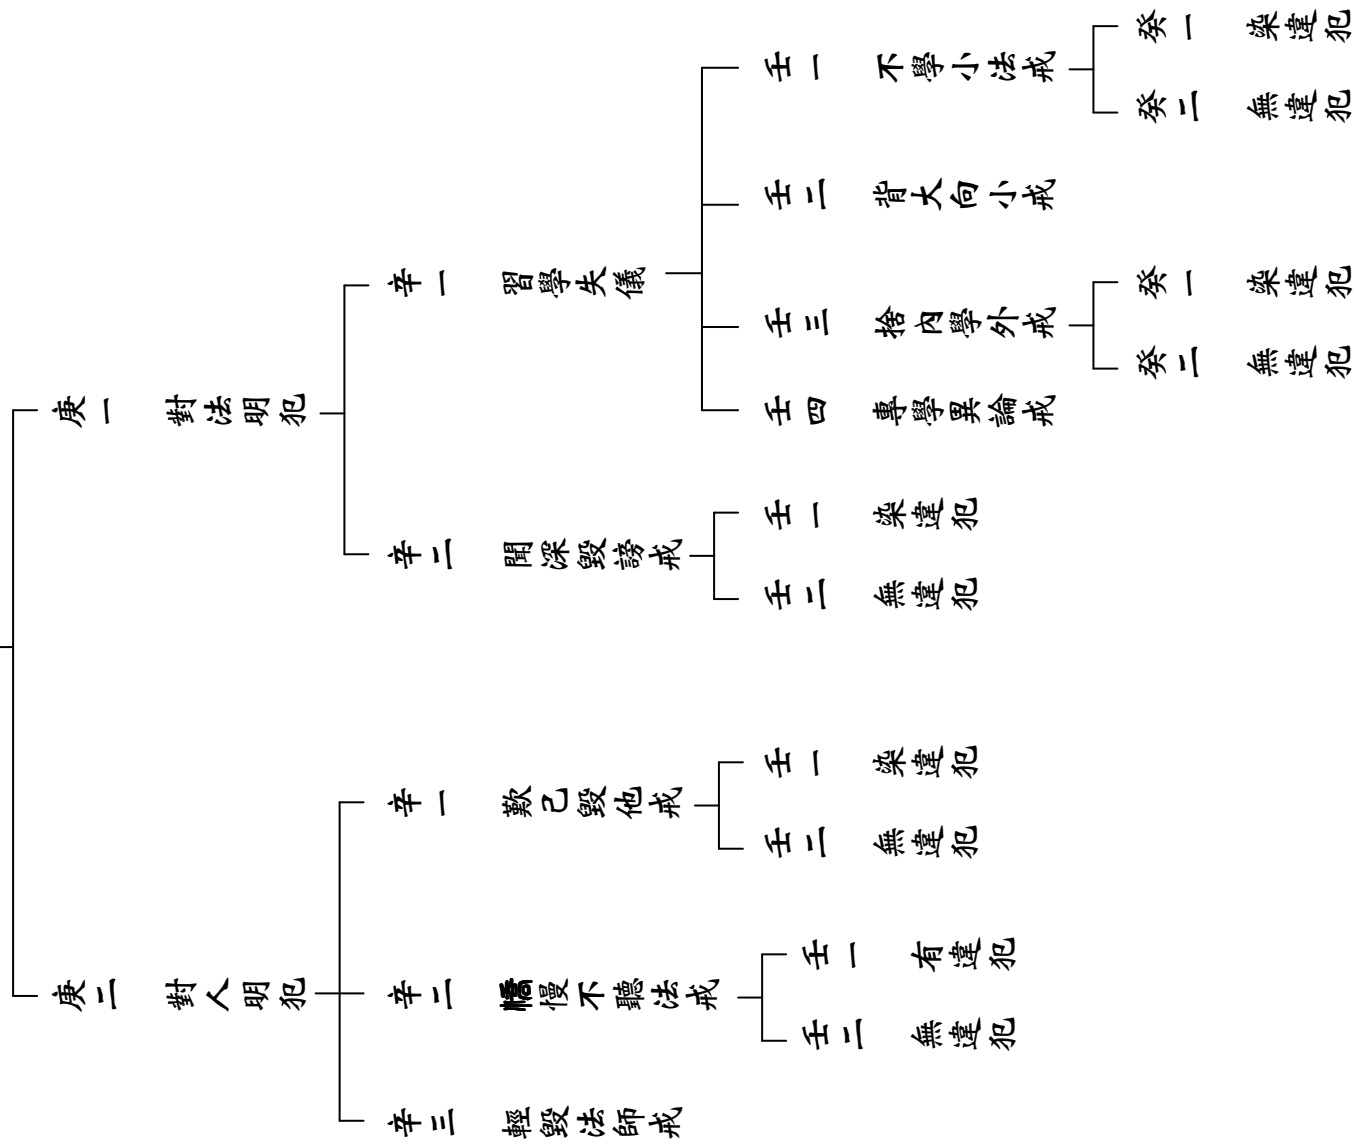 庚一 對法明犯
辛一 習學失儀
壬一 不學小法戒
癸一 染違犯
癸二 無違犯
壬二 背大向小戒
壬三 捨內學外戒
癸一 染違犯
癸二 無違犯
壬四 專學異論戒
辛二 聞深毀謗戒
壬一 染違犯
壬二 無違犯
庚二 對人明犯
辛一 歎己毀他戒
壬一 染違犯
壬二 無違犯
辛二 憍慢不聽法戒
壬一 有違犯
壬二 無違犯
辛三 輕毀法師戒